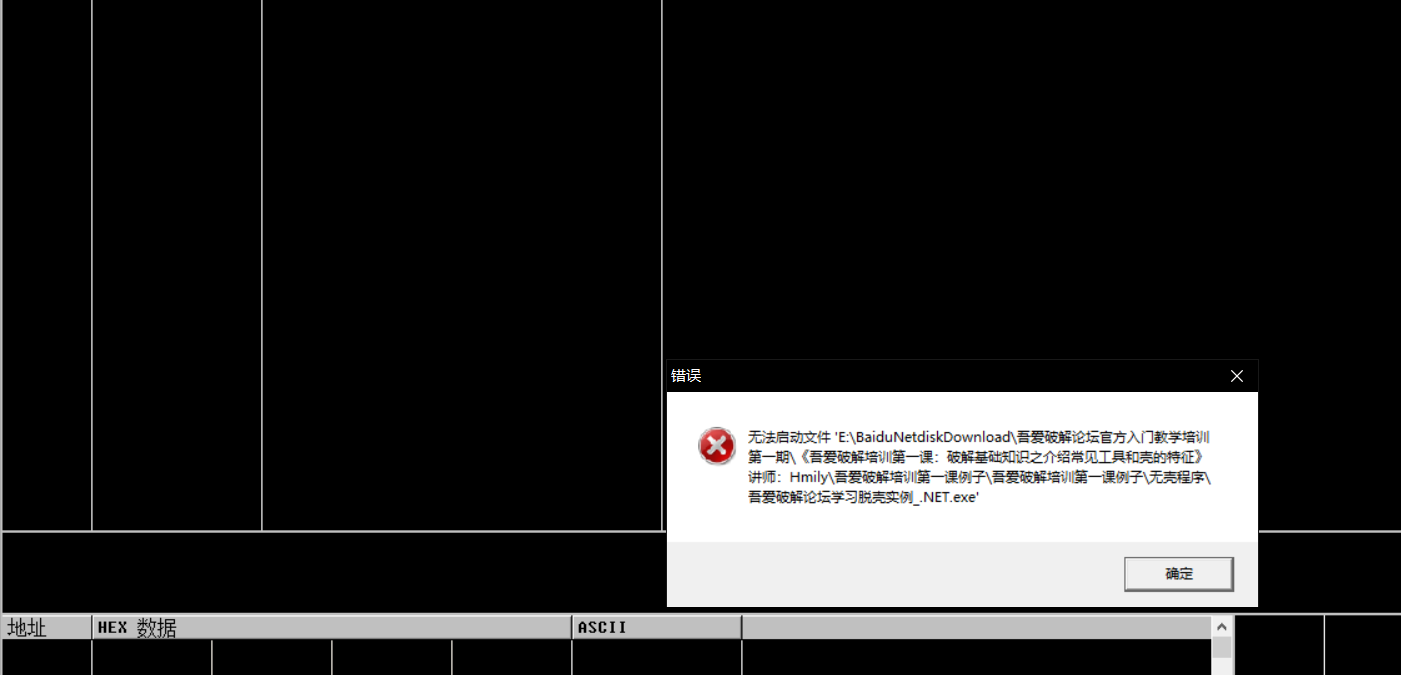 错误
无法启动文件 'E:\BaiduNetdiskDownload\吾爱破解论坛官方入门教学培训
第一期\《吾爱破解培训第一课：破解基础知识之介绍常见工具和壳的特征》
讲师：Hmily\吾爱破解培训第一课例子\吾爱破解培训第一课例子\无壳程序\
吾爱破解论坛学习脱壳实例_.NET.exe'
确定
地址 HEX 数据 ASCII